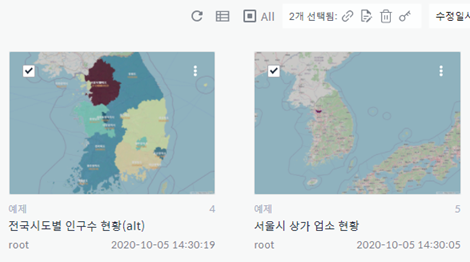 All 2개 선택됨: 수정일시
예제 4
전국시도별 인구수 현황(alt)
root 2020-10-05 14:30:19
예제 5
서울시 상가 업소 현황
root 2020-10-05 14:30:05